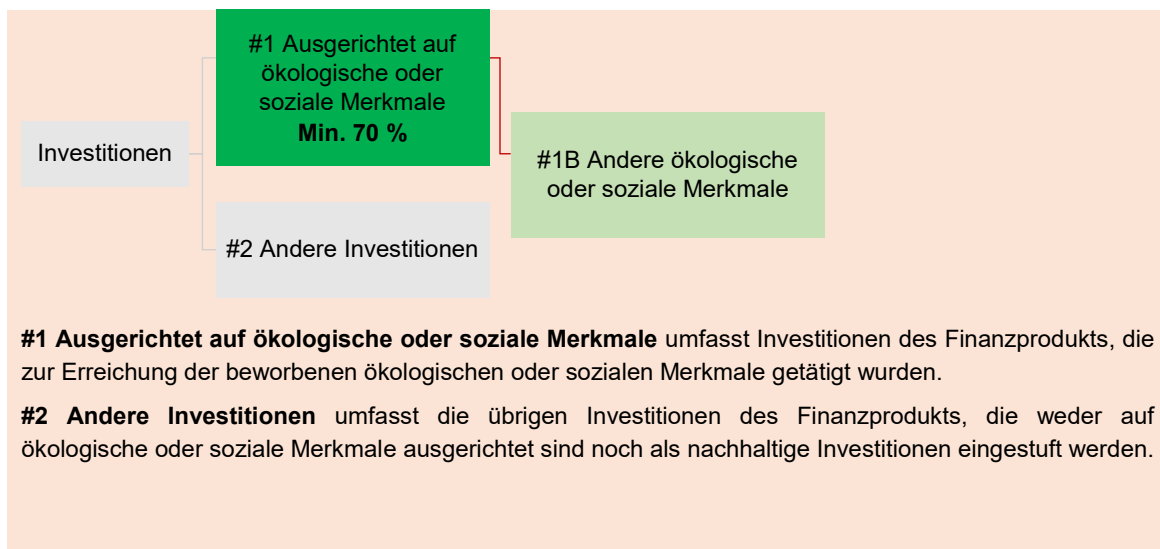 #1 Ausgerichtet auf
ökologische oder
soziale Merkmale
Min. 70 %
Investitionen
#1B Andere ökologische
oder soziale Merkmale
#2 Andere Investitionen
#1 Ausgerichtet auf ökologische oder soziale Merkmale umfasst Investitionen des Finanzprodukts, die
zur Erreichung der beworbenen ökologischen oder sozialen Merkmale getätigt wurden.
#2 Andere Investitionen umfasst die übrigen Investitionen des Finanzprodukts, die weder auf
ökologische oder soziale Merkmale ausgerichtet sind noch als nachhaltige Investitionen eingestuft werden.